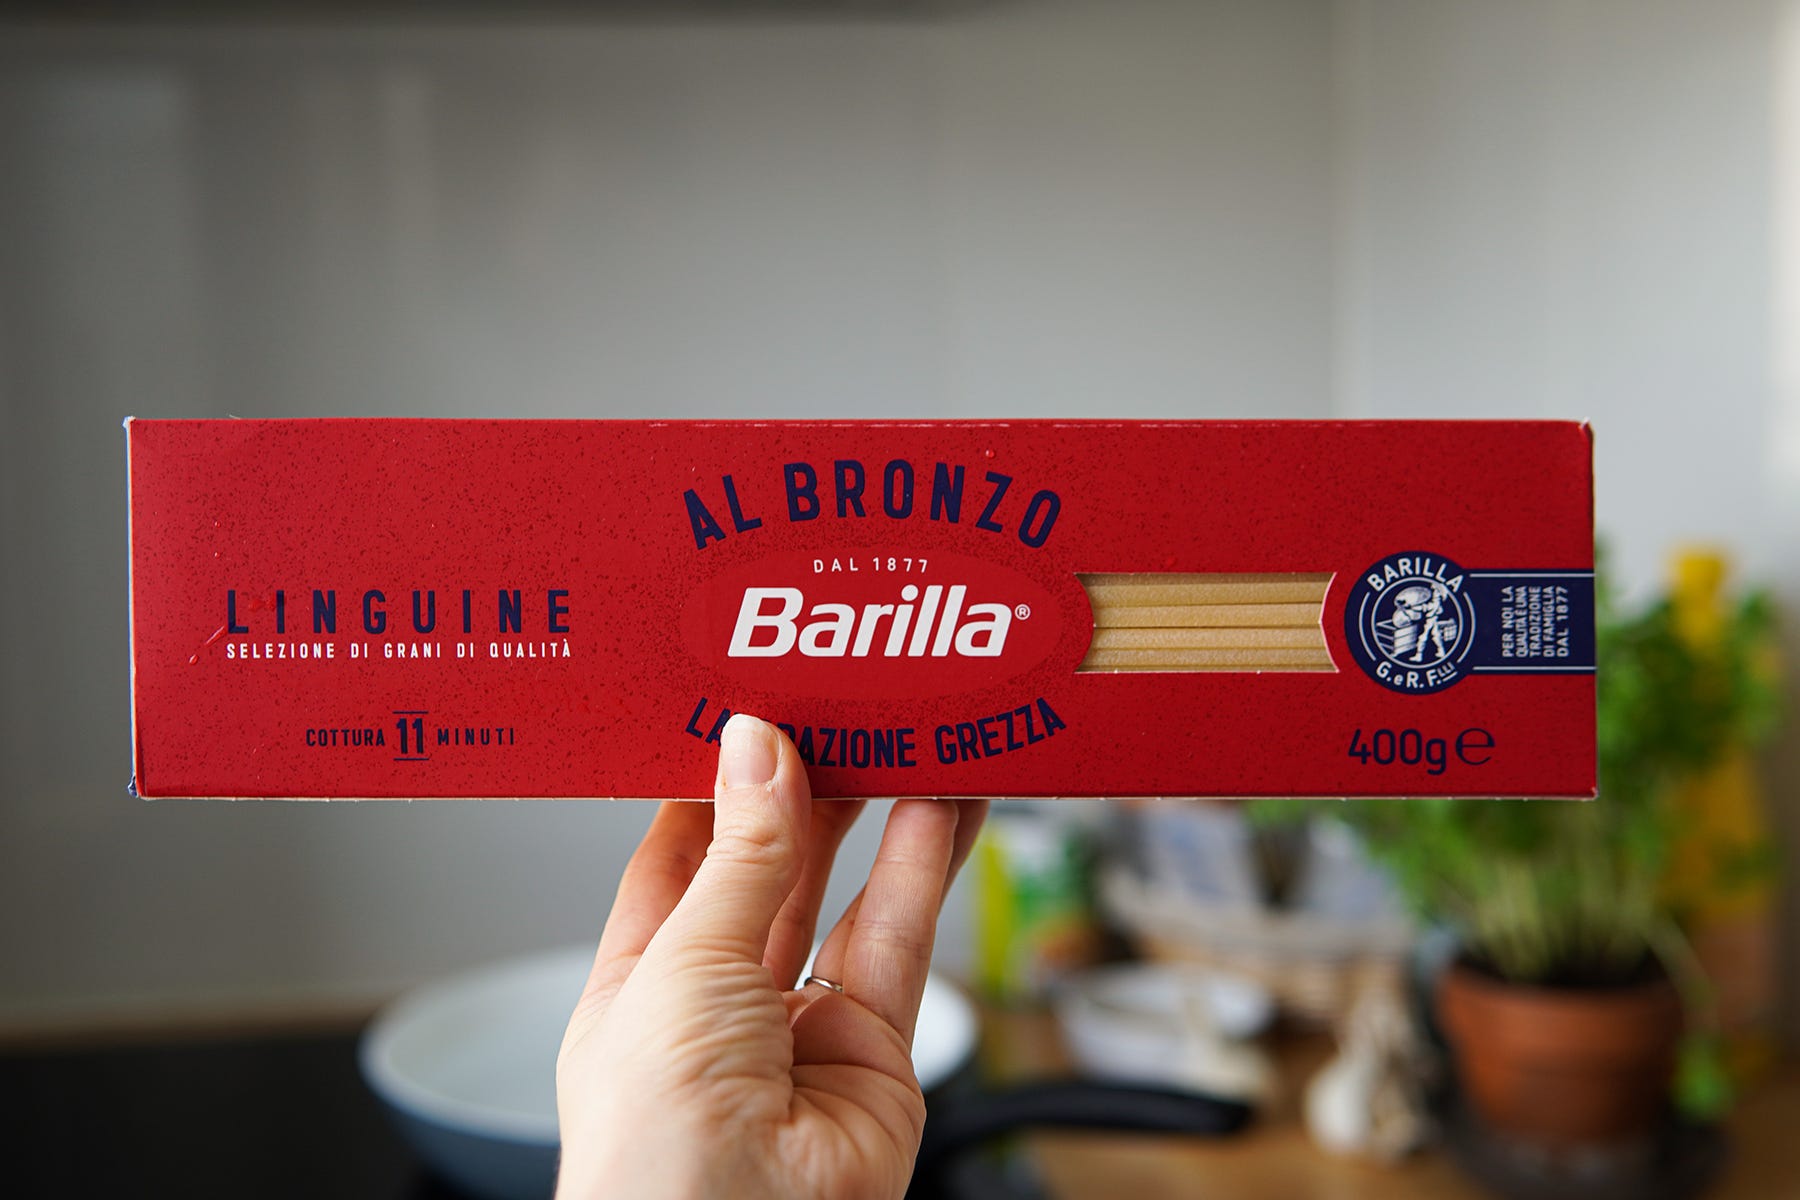 LINGUINE
SELEZIONE DI GRANI DI QUALITÀ
COTTURA 11 MINUTI
AL BRONZO
DAL 1877
Barilla®
GREZZA
BARILLA
G. e R. F.LLI
PER NOI LA
QUALITÀ È UNA
TRADIZIONE
DI FAMIGLIA
DAL 1877
400g ℮